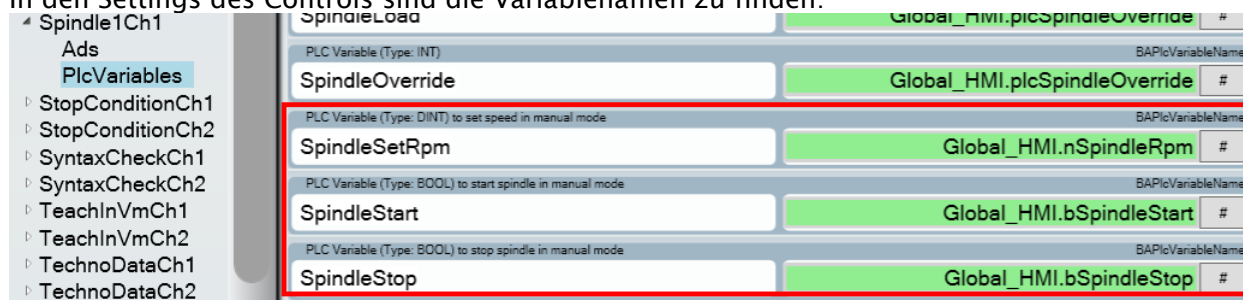 in den Settings des Controls sind die Variablenamen zu finden.
Spindle1Ch1
Ads
PlcVariables
StopConditionCh1
StopConditionCh2
SyntaxCheckCh1
SyntaxCheckCh2
TeachInVmCh1
TeachInVmCh2
TechnoDataCh1
TechnoDataCh2
SpindleLoad Global_HMI.plcSpindleOverride #
PLC Variable (Type: INT) BAPlcVariableName
SpindleOverride Global_HMI.plcSpindleOverride #
PLC Variable (Type: DINT) to set speed in manual mode BAPlcVariableName
SpindleSetRpm Global_HMI.nSpindleRpm #
PLC Variable (Type: BOOL) to start spindle in manual mode BAPlcVariableName
SpindleStart Global_HMI.bSpindleStart #
PLC Variable (Type: BOOL) to stop spindle in manual mode BAPlcVariableName
SpindleStop Global_HMI.bSpindleStop #